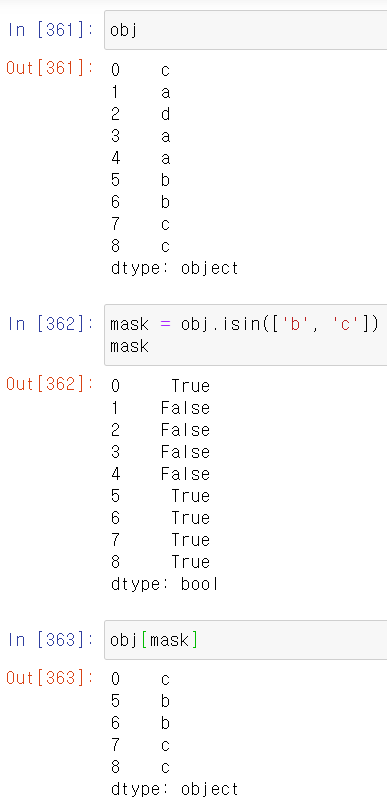 In [361]: obj
Out[361]: 0    c
1    a
2    d
3    a
4    a
5    b
6    b
7    c
8    c
dtype: object
In [362]: mask = obj.isin(['b', 'c'])
mask
Out[362]: 0     True
1    False
2    False
3    False
4    False
5     True
6     True
7     True
8     True
dtype: bool
In [363]: obj[mask]
Out[363]: 0    c
5    b
6    b
7    c
8    c
dtype: object